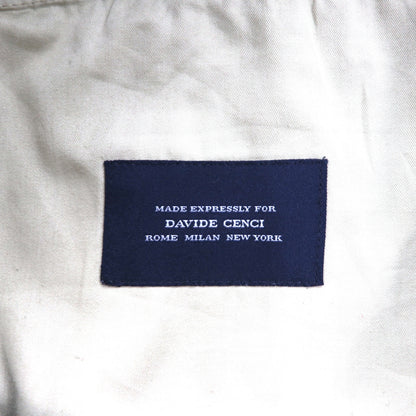 MADE EXPRESSLY FOR
DAVIDE CENCI
ROME MILAN NEW YORK